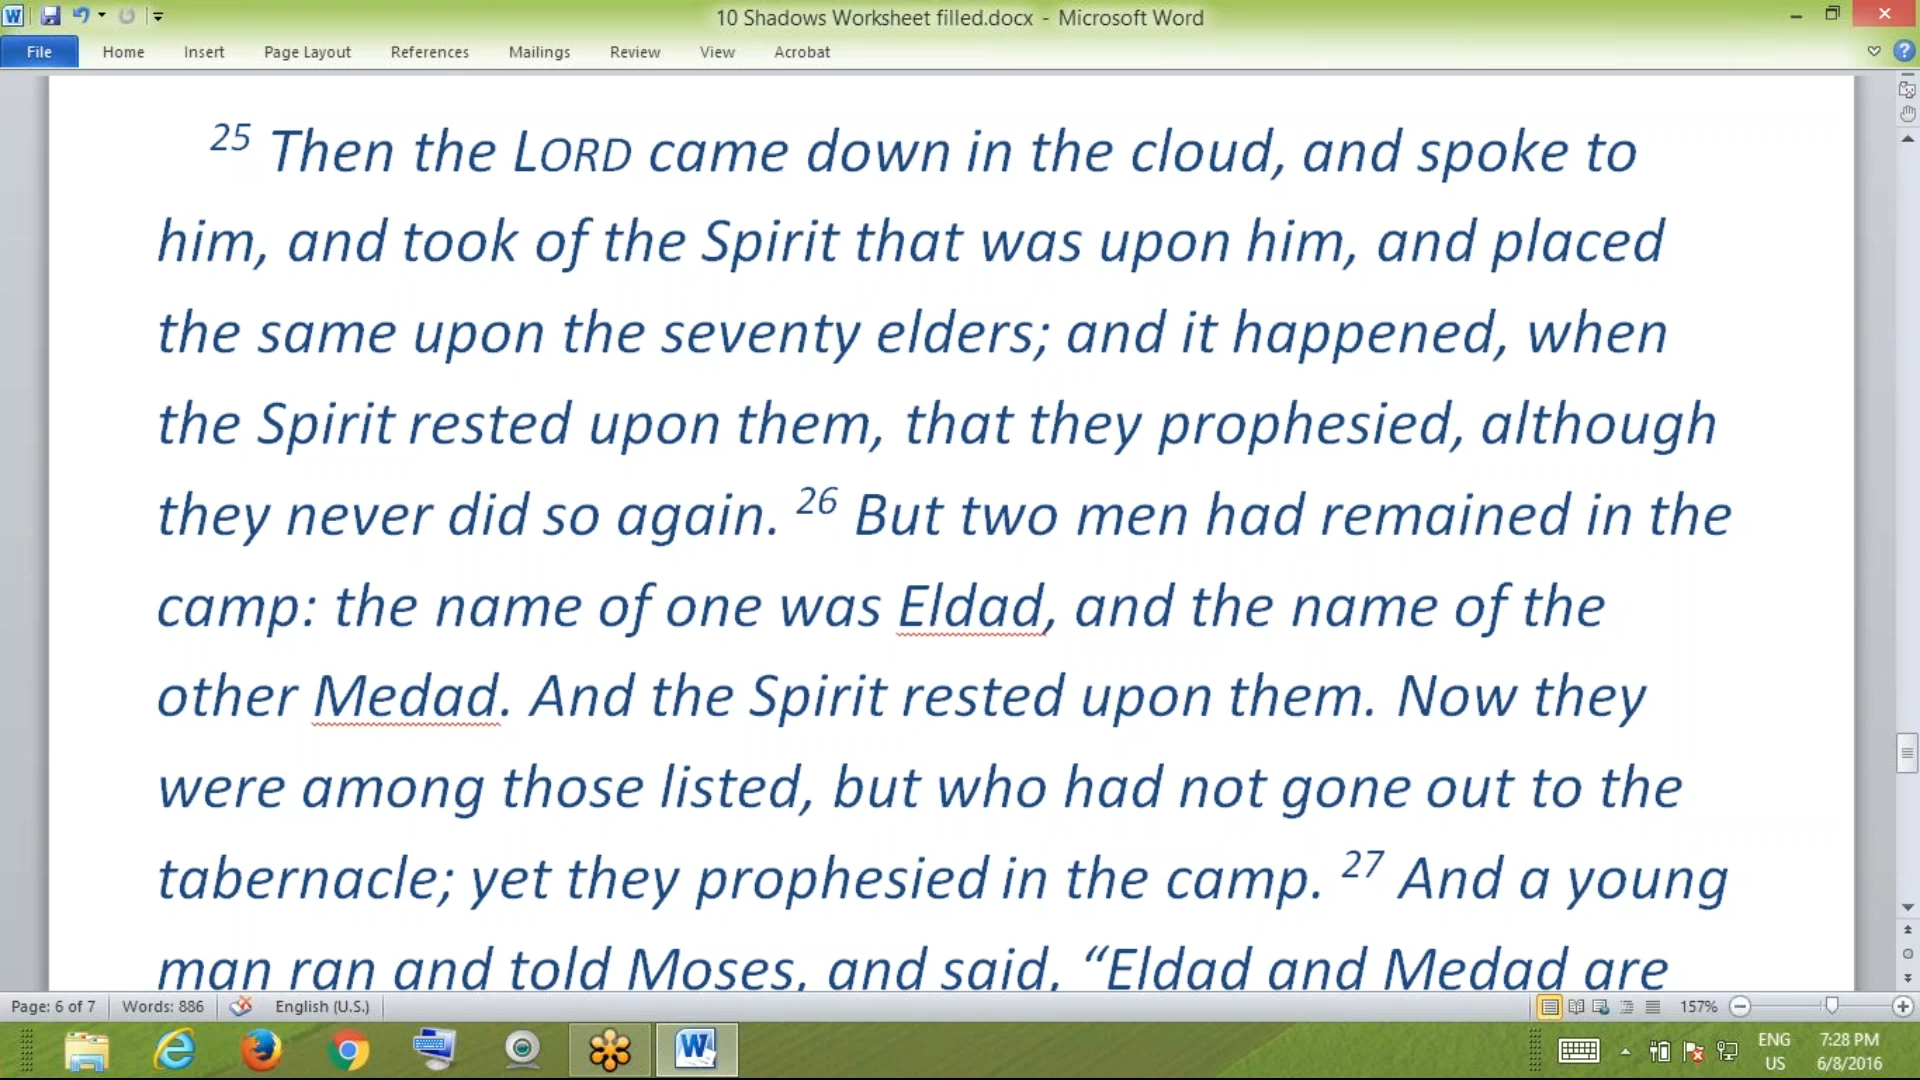 10 Shadows Worksheet filled.docx - Microsoft Word
File Home Insert Page Layout References Mailings Review View Acrobat
25 Then the LORD came down in the cloud, and spoke to
him, and took of the Spirit that was upon him, and placed
the same upon the seventy elders; and it happened, when
the Spirit rested upon them, that they prophesied, although
they never did so again. 26 But two men had remained in the
camp: the name of one was Eldad, and the name of the
other Medad. And the Spirit rested upon them. Now they
were among those listed, but who had not gone out to the
tabernacle; yet they prophesied in the camp. 27 And a young
man ran and told Moses, and said, “Eldad and Medad are
Page: 6 of 7 Words: 886 English (U.S.) 157%
ENG 7:28 PM
US 6/8/2016